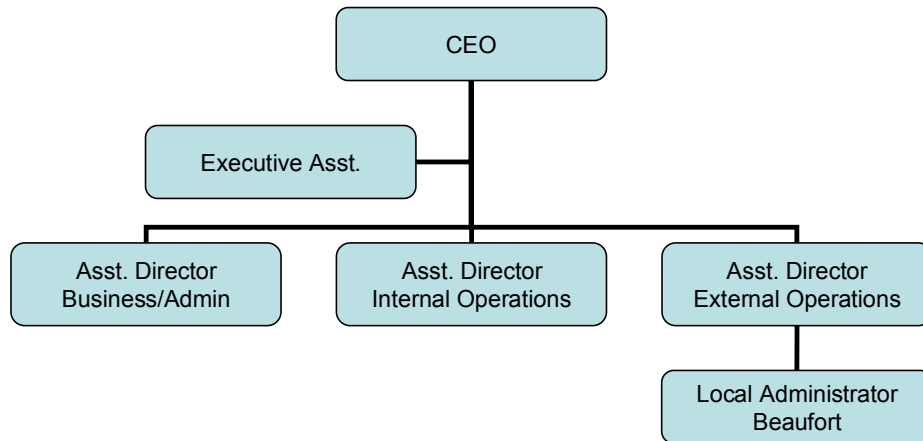 CEO
Executive Asst.
Asst. Director
Business/Admin
Asst. Director
Internal Operations
Asst. Director
External Operations
Local Administrator
Beaufort